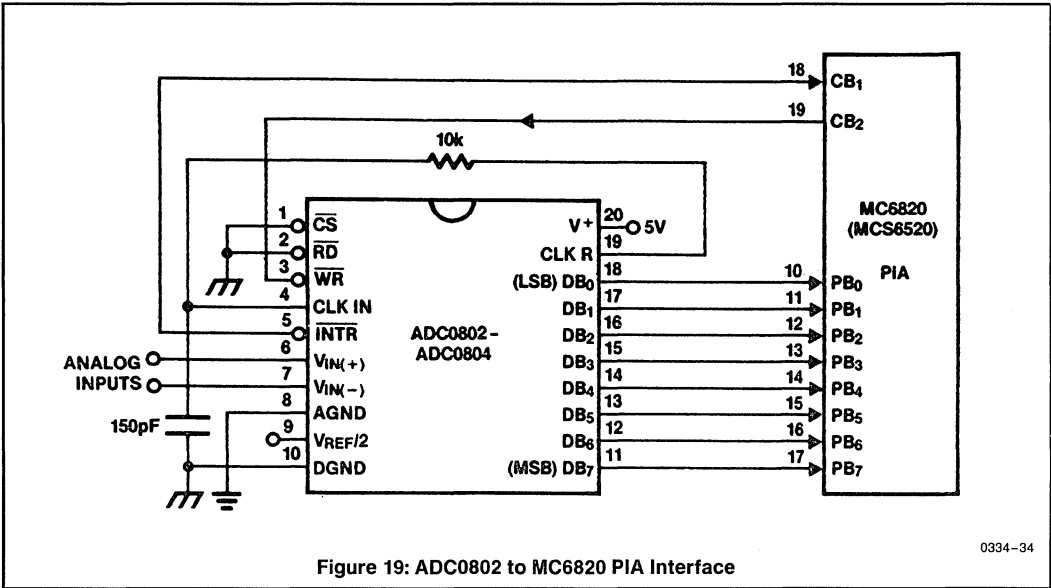 18 CB₁
19 CB₂
10k
MC6820
(MCS6520)
PIA
1 C̅S̅
2 R̅D̅
3 W̅R̅
4 CLK IN
5 I̅N̅T̅R̅
6 VIN(+)
7 VIN(−)
8 AGND
9 VREF/2
10 DGND
ANALOG
INPUTS
150pF
ADC0802–
ADC0804
V+ 20 5V
CLK R 19
(LSB) DB₀ 18
DB₁ 17
DB₂ 16
DB₃ 15
DB₄ 14
DB₅ 13
DB₆ 12
(MSB) DB₇ 11
10 PB₀
11 PB₁
12 PB₂
13 PB₃
14 PB₄
15 PB₅
16 PB₆
17 PB₇
0334–34
Figure 19: ADC0802 to MC6820 PIA Interface